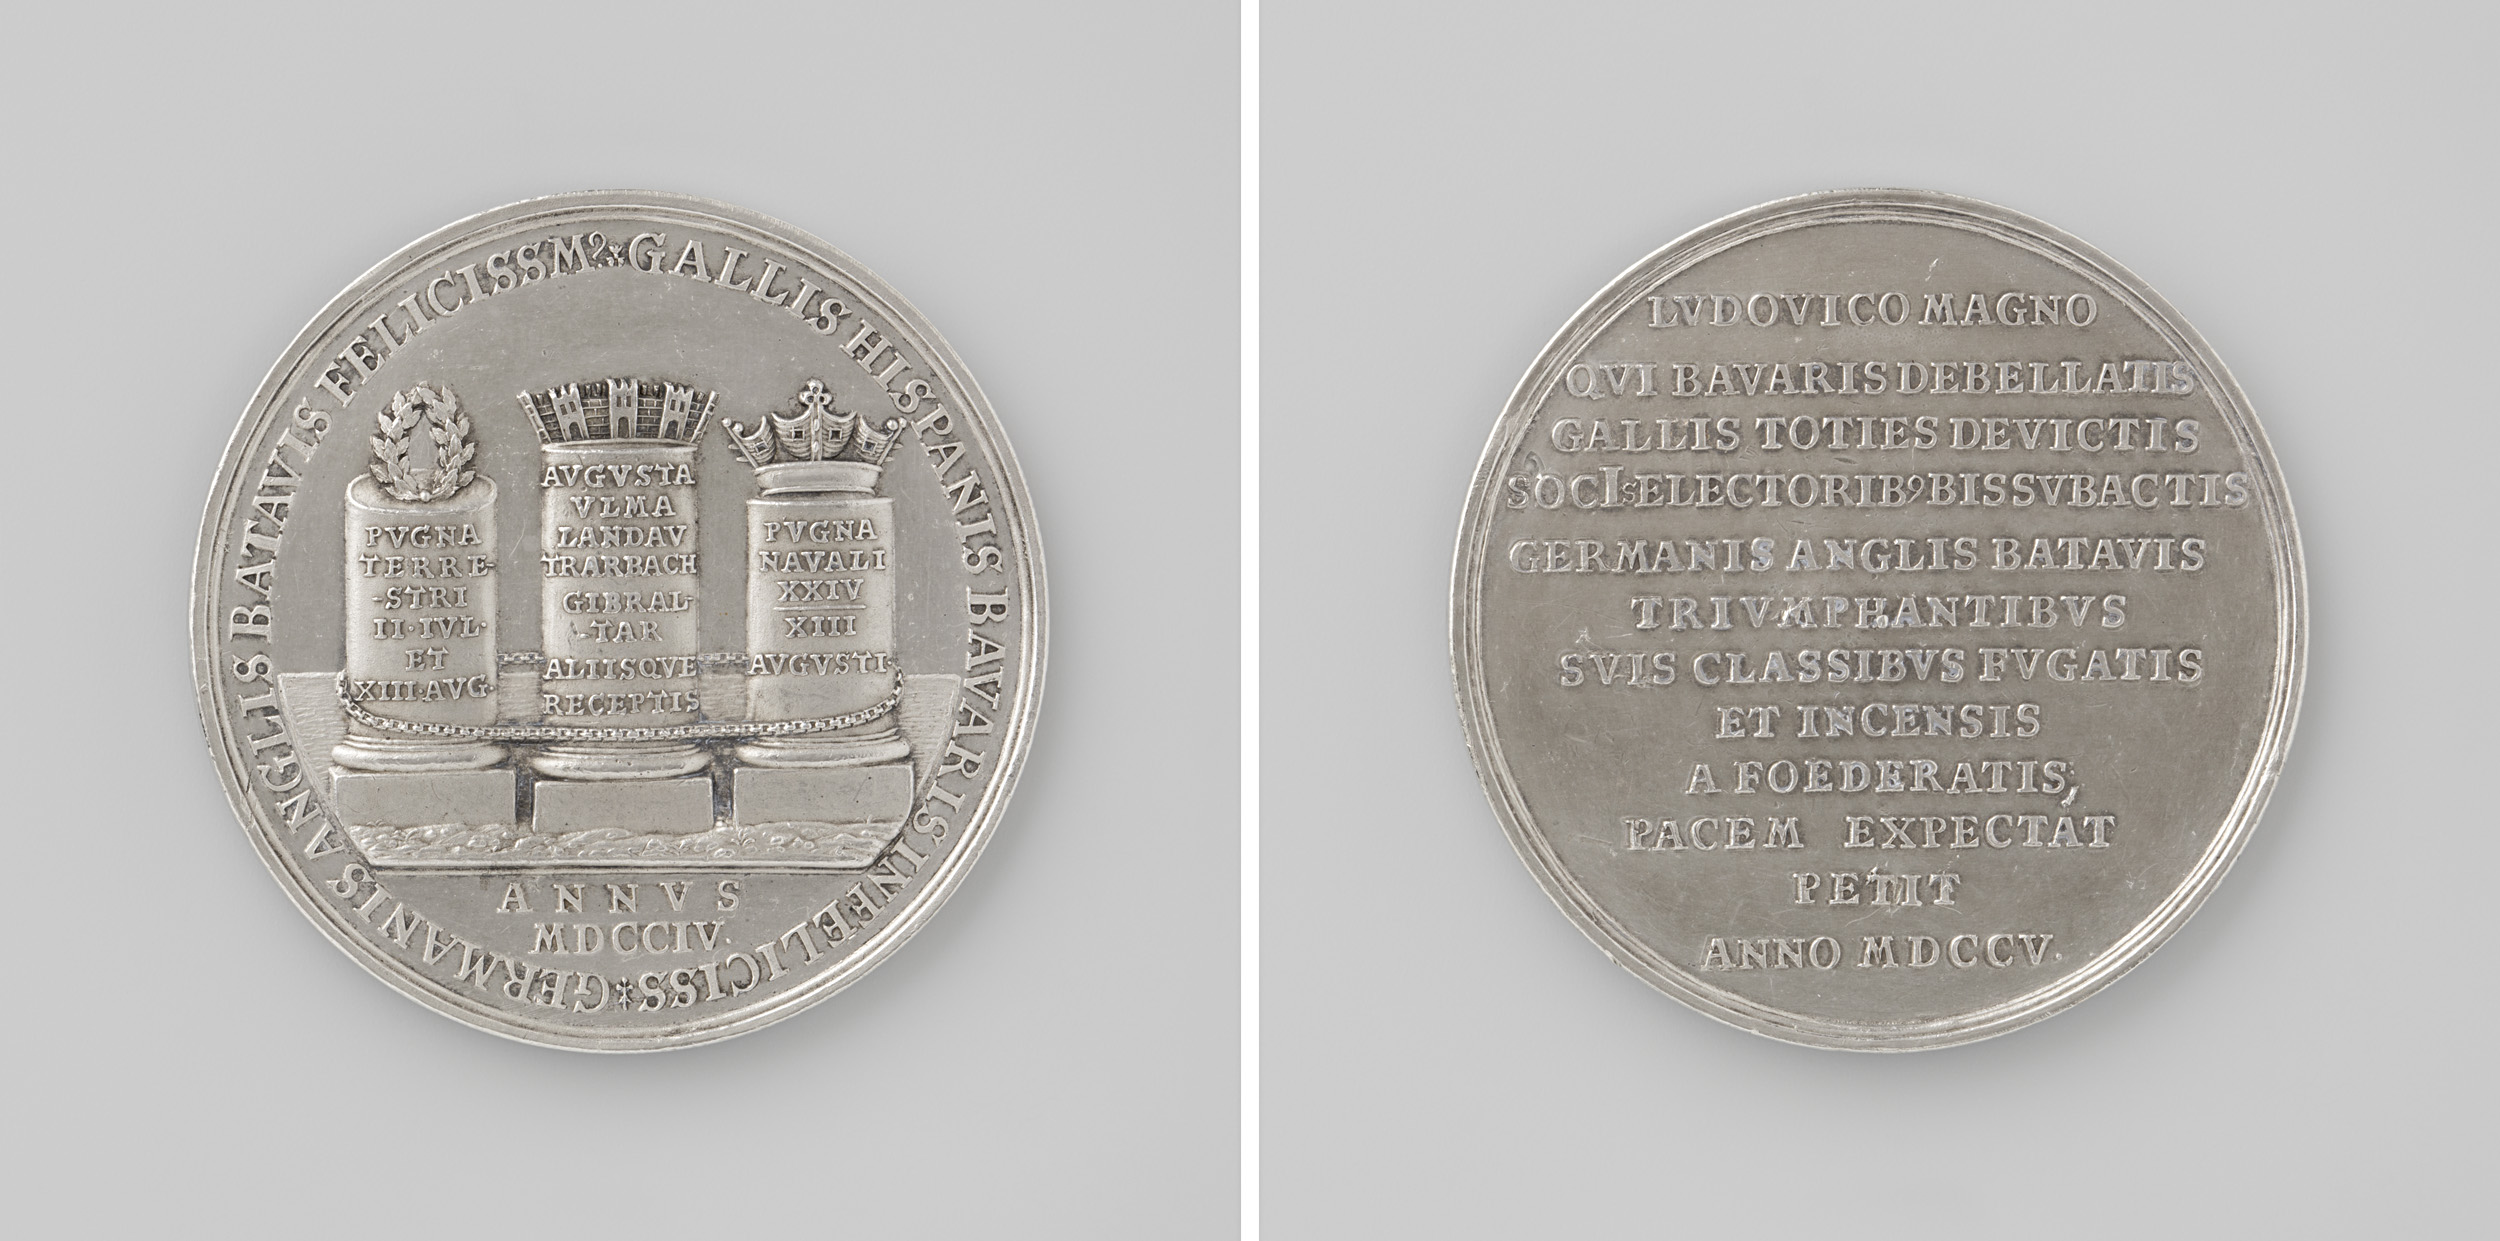 GERMANIS ANGLIS BATAVIS FELICISSM⁹ * GALLIS HISPANIS BAVARIS INFELICISS *
PVGNA
TERRE-
-STRI
II · IVL ·
ET
XIII · AVG ·
AVGVSTA
VLMA
LANDAV
TRARBACH
GIBRAL-
-TAR
ALIISQVE
RECEPTIS
PVGNA
NAVALI
XXIV
XIII
AVGVSTI ·
ANNVS
MDCCIV.
LVDOVICO MAGNO
QVI BAVARIS DEBELLATIS
GALLIS TOTIES DEVICTIS
SOCIIS ELECTORIB⁹ BIS SVBACTIS
GERMANIS ANGLIS BATAVIS
TRIVMPHANTIBVS
SVIS CLASSIBVS FVGATIS
ET INCENSIS
A FOEDERATIS,
PACEM EXPECTAT
PETIT
ANNO MDCCV.